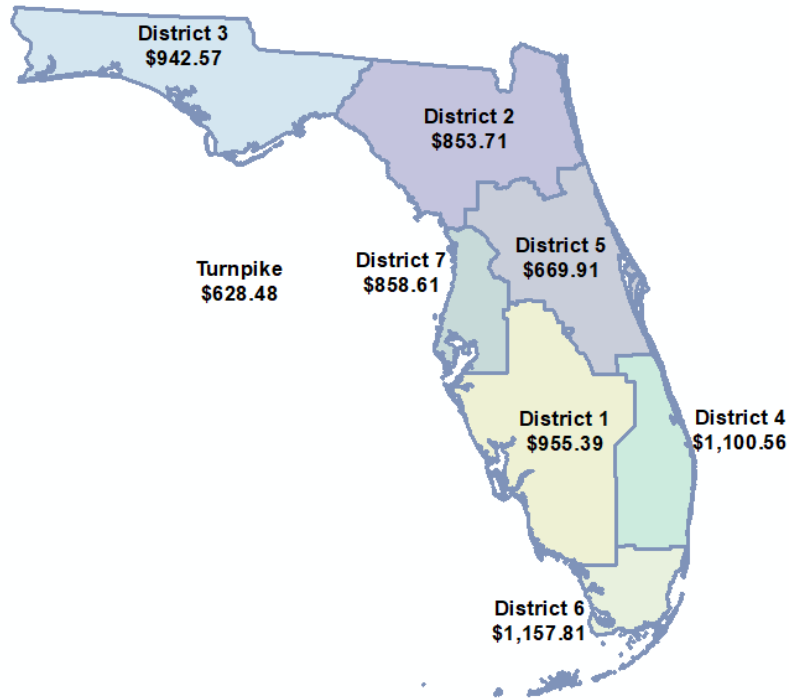 District 3
$942.57
District 2
$853.71
District 5
$669.91
District 7
$858.61
Turnpike
$628.48
District 1
$955.39
District 4
$1,100.56
District 6
$1,157.81